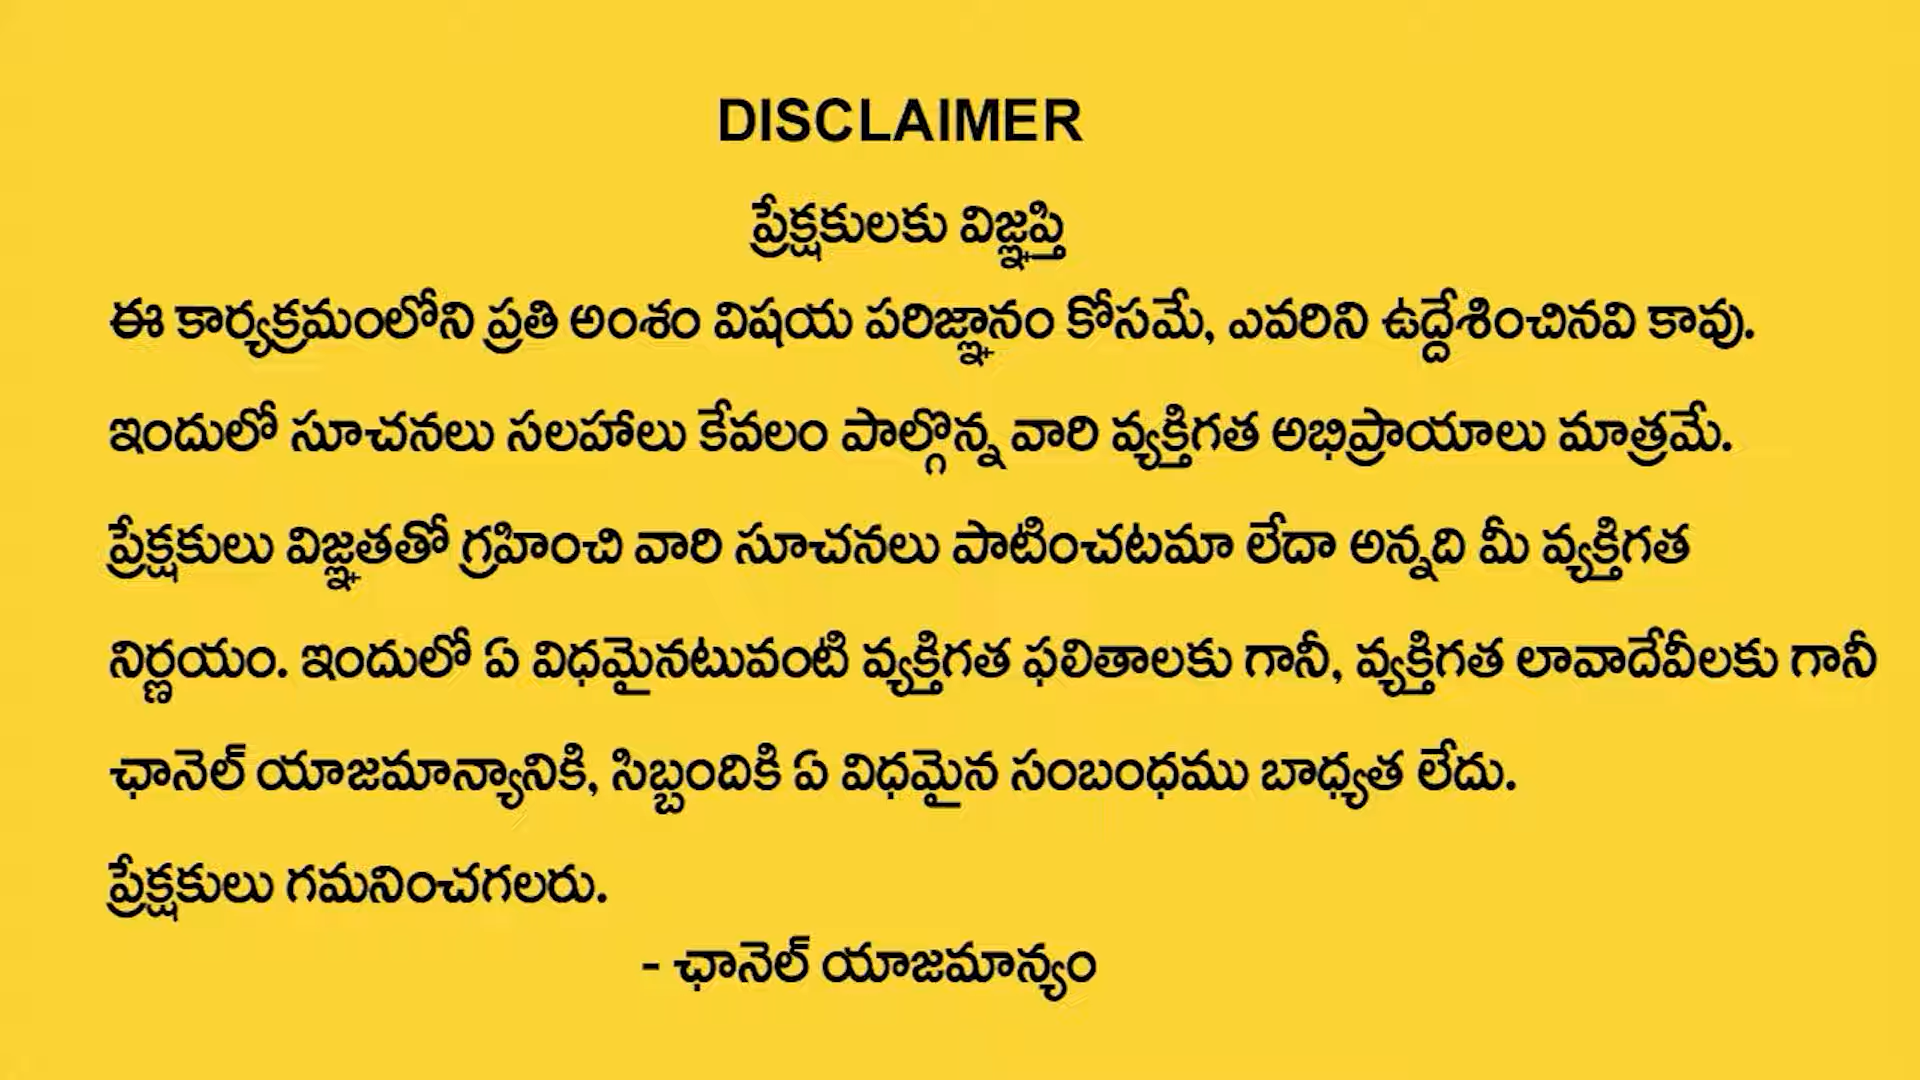 DISCLAIMER
ప్రేక్షకులకు విజ్ఞప్తి
ఈ కార్యక్రమంలోని ప్రతి అంశం విషయ పరిజ్ఞానం కోసమే, ఎవరిని ఉద్దేశించినవి కావు.
ఇందులో సూచనలు సలహాలు కేవలం పాల్గొన్న వారి వ్యక్తిగత అభిప్రాయాలు మాత్రమే.
ప్రేక్షకులు విజ్ఞతతో గ్రహించి వారి సూచనలు పాటించటమా లేదా అన్నది మీ వ్యక్తిగత
నిర్ణయం. ఇందులో ఏ విధమైనటువంటి వ్యక్తిగత ఫలితాలకు గానీ, వ్యక్తిగత లావాదేవీలకు గానీ
ఛానెల్ యాజమాన్యానికి, సిబ్బందికి ఏ విధమైన సంబంధము బాధ్యత లేదు.
ప్రేక్షకులు గమనించగలరు.
- ఛానెల్ యాజమాన్యం